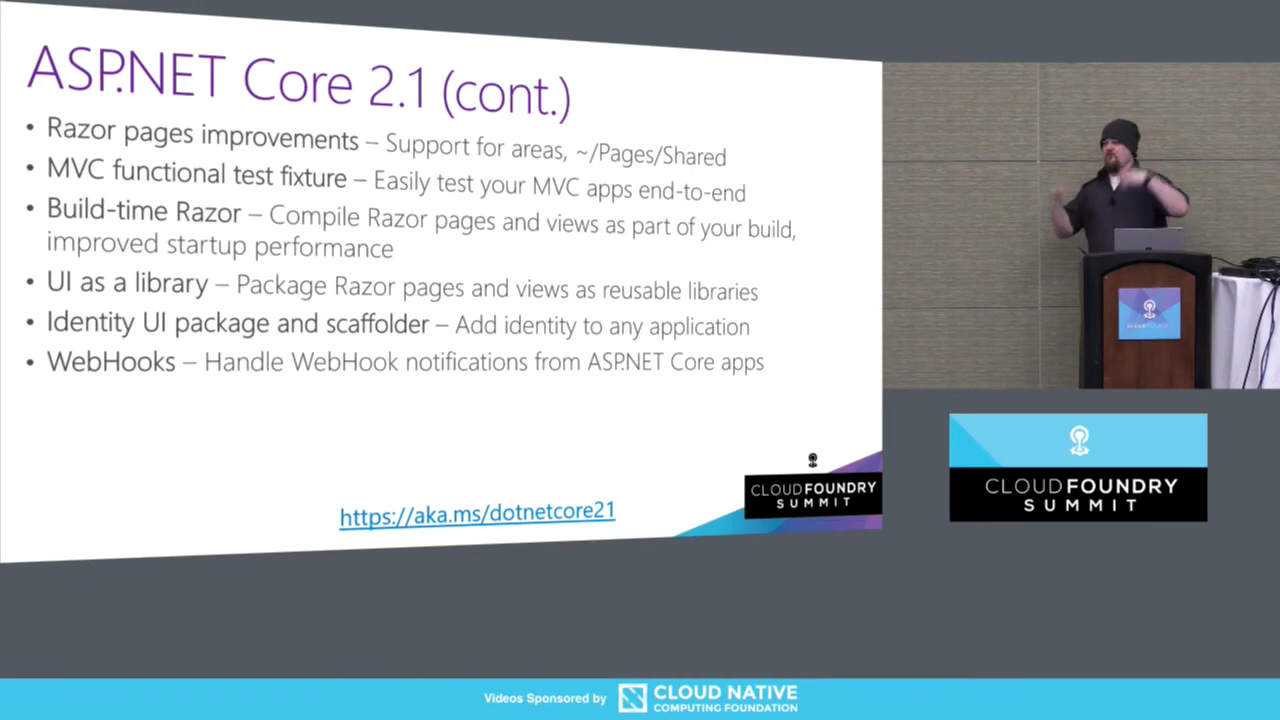 ASP.NET Core 2.1 (cont.)
• Razor pages improvements – Support for areas, ~/Pages/Shared
• MVC functional test fixture – Easily test your MVC apps end-to-end
• Build-time Razor – Compile Razor pages and views as part of your build,
improved startup performance
• UI as a library – Package Razor pages and views as reusable libraries
• Identity UI package and scaffolder – Add identity to any application
• WebHooks – Handle WebHook notifications from ASP.NET Core apps
https://aka.ms/dotnetcore21
CLOUDFOUNDRY
SUMMIT
CLOUDFOUNDRY
CLOUDFOUNDRY
SUMMIT
Videos Sponsored by
CLOUD NATIVE
COMPUTING FOUNDATION